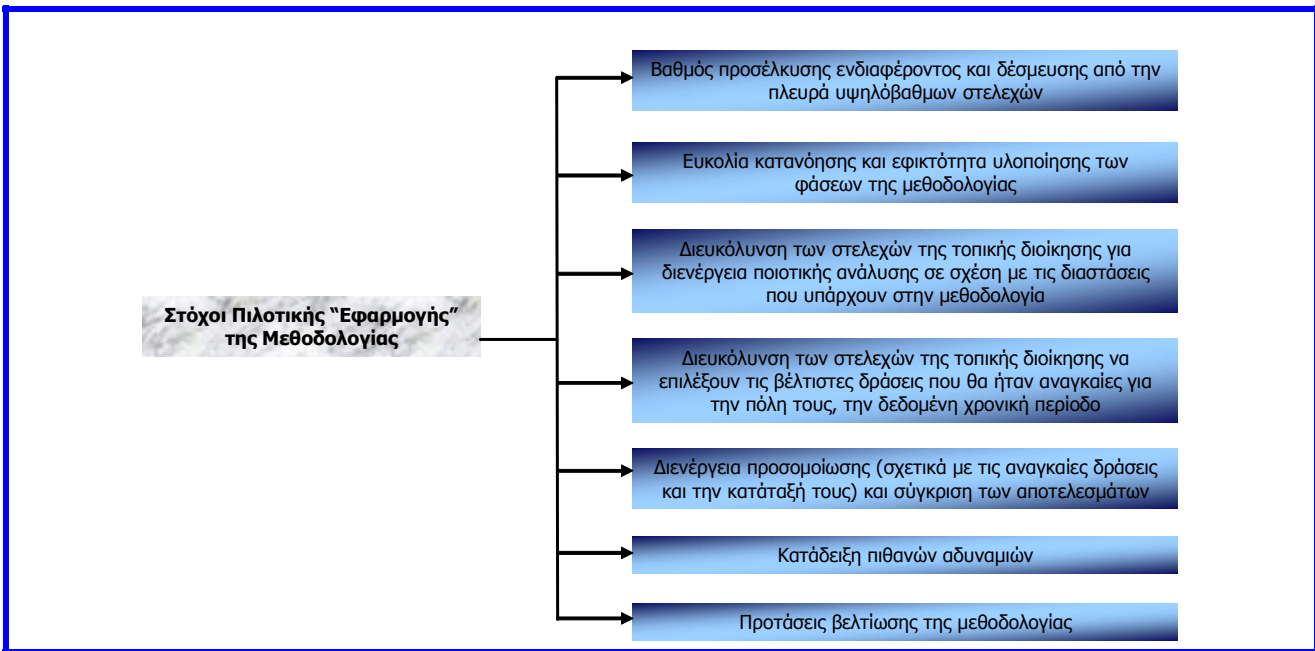 Βαθμός προσέλκυσης ενδιαφέροντος και δέσμευσης από την
πλευρά υψηλόβαθμων στελεχών
Ευκολία κατανόησης και εφικτότητα υλοποίησης των
φάσεων της μεθοδολογίας
Διευκόλυνση των στελεχών της τοπικής διοίκησης για
διενέργεια ποιοτικής ανάλυσης σε σχέση με τις διαστάσεις
που υπάρχουν στην μεθοδολογία
Στόχοι Πιλοτικής “Εφαρμογής”
της Μεθοδολογίας
Διευκόλυνση των στελεχών της τοπικής διοίκησης να
επιλέξουν τις βέλτιστες δράσεις που θα ήταν αναγκαίες για
την πόλη τους, την δεδομένη χρονική περίοδο
Διενέργεια προσομοίωσης (σχετικά με τις αναγκαίες δράσεις
και την κατάταξή τους) και σύγκριση των αποτελεσμάτων
Κατάδειξη πιθανών αδυναμιών
Προτάσεις βελτίωσης της μεθοδολογίας